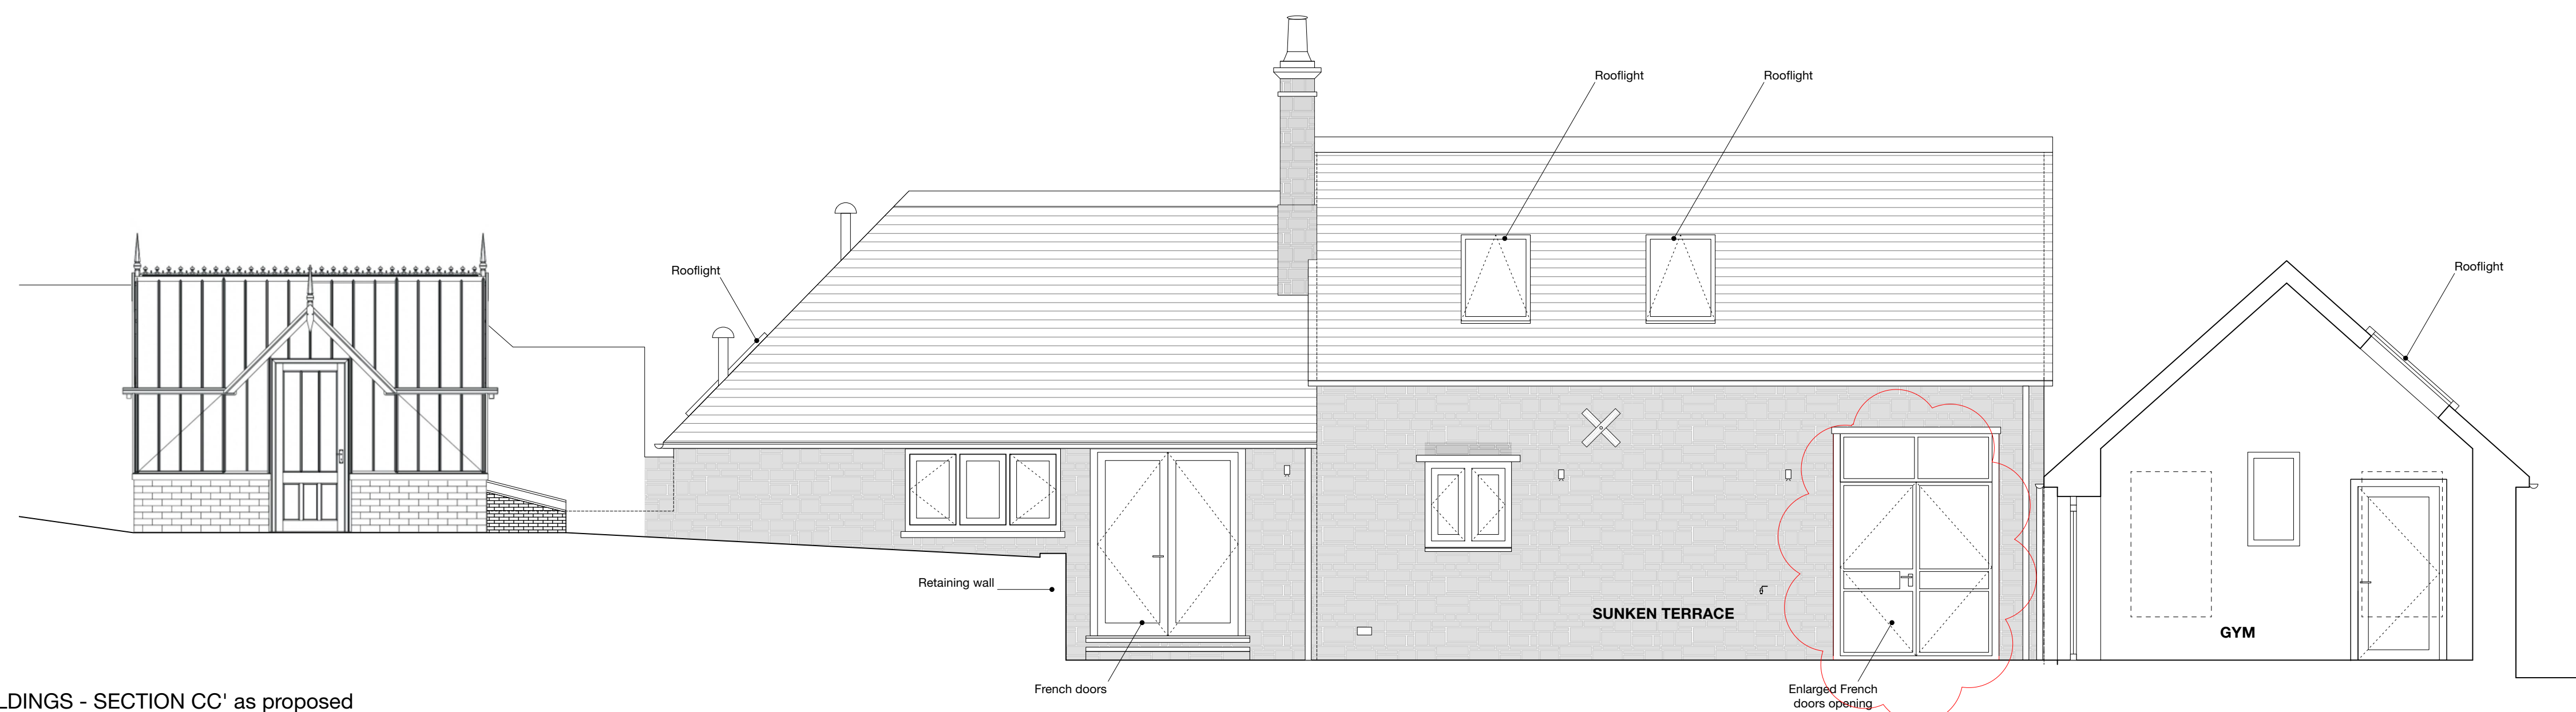 Rooflight
Rooflight
Rooflight
Rooflight
Retaining wall
SUNKEN TERRACE
GYM
French doors
Enlarged French
doors opening
LDINGS - SECTION CC' as proposed